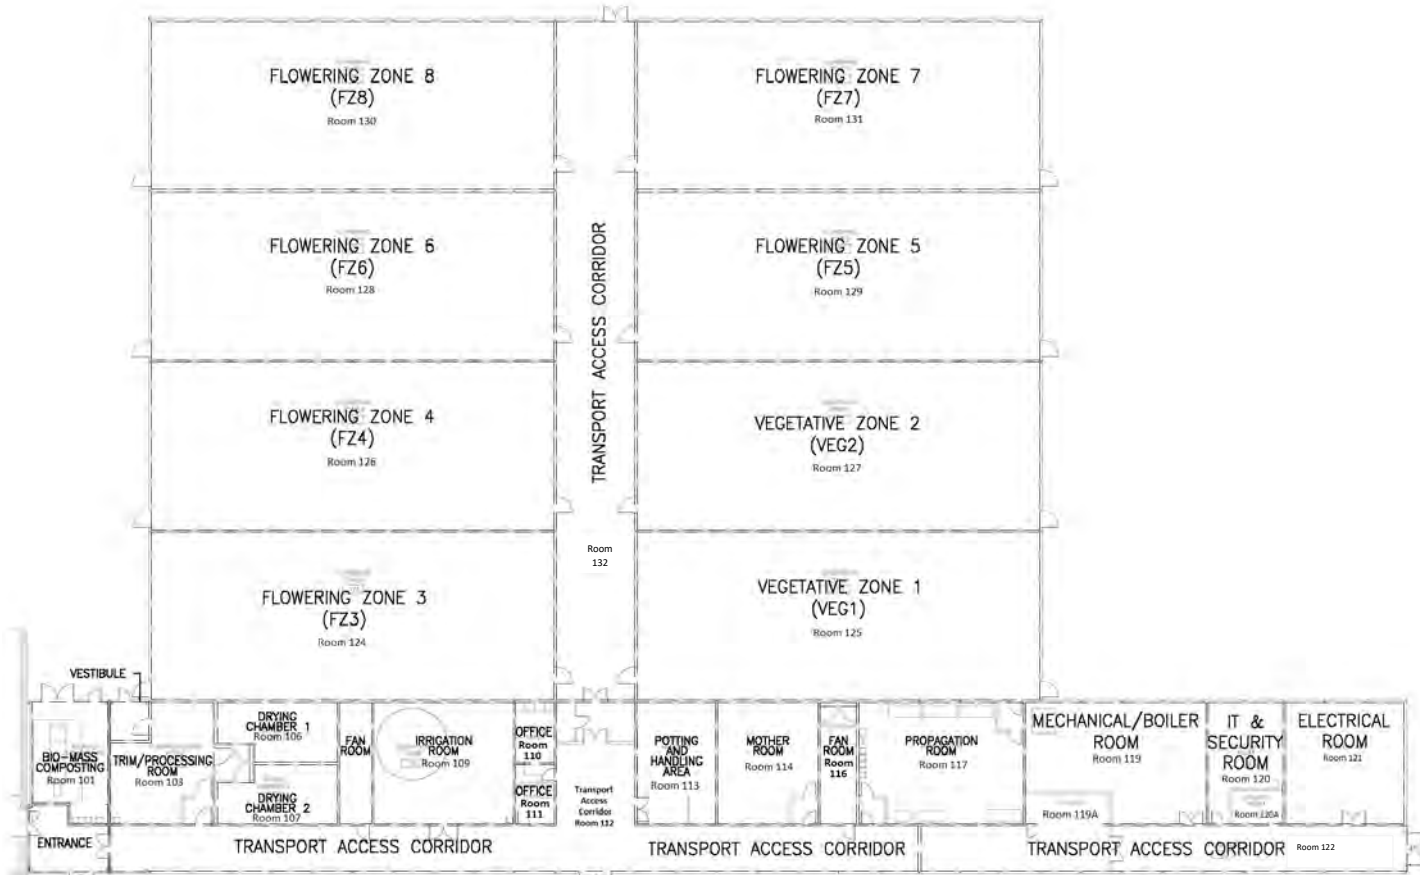 FLOWERING ZONE 8
(FZ8)
Room 130
FLOWERING ZONE 7
(FZ7)
Room 131
FLOWERING ZONE 6
(FZ6)
Room 128
TRANSPORT ACCESS CORRIDOR
FLOWERING ZONE 5
(FZ5)
Room 129
FLOWERING ZONE 4
(FZ4)
Room 126
VEGETATIVE ZONE 2
(VEG2)
Room 127
Room
132
FLOWERING ZONE 3
(FZ3)
Room 124
VEGETATIVE ZONE 1
(VEG1)
Room 125
VESTIBULE
BIO-MASS
COMPOSTING
Room 101
TRIM/PROCESSING
ROOM
Room 103
DRYING
CHAMBER 1
Room 106
DRYING
CHAMBER 2
Room 107
FAN
ROOM
IRRIGATION
ROOM
Room 109
OFFICE
Room
110
OFFICE
Room
111
Transport
Access
Corridor
Room 112
POTTING
AND
HANDLING
AREA
Room 113
MOTHER
ROOM
Room 114
FAN
ROOM
Room
116
PROPAGATION
ROOM
Room 117
MECHANICAL/BOILER
ROOM
Room 119
Room 119A
IT &
SECURITY
ROOM
Room 120
Room 120A
ELECTRICAL
ROOM
Room 121
ENTRANCE
TRANSPORT ACCESS CORRIDOR
TRANSPORT ACCESS CORRIDOR
TRANSPORT ACCESS CORRIDOR
Room 122